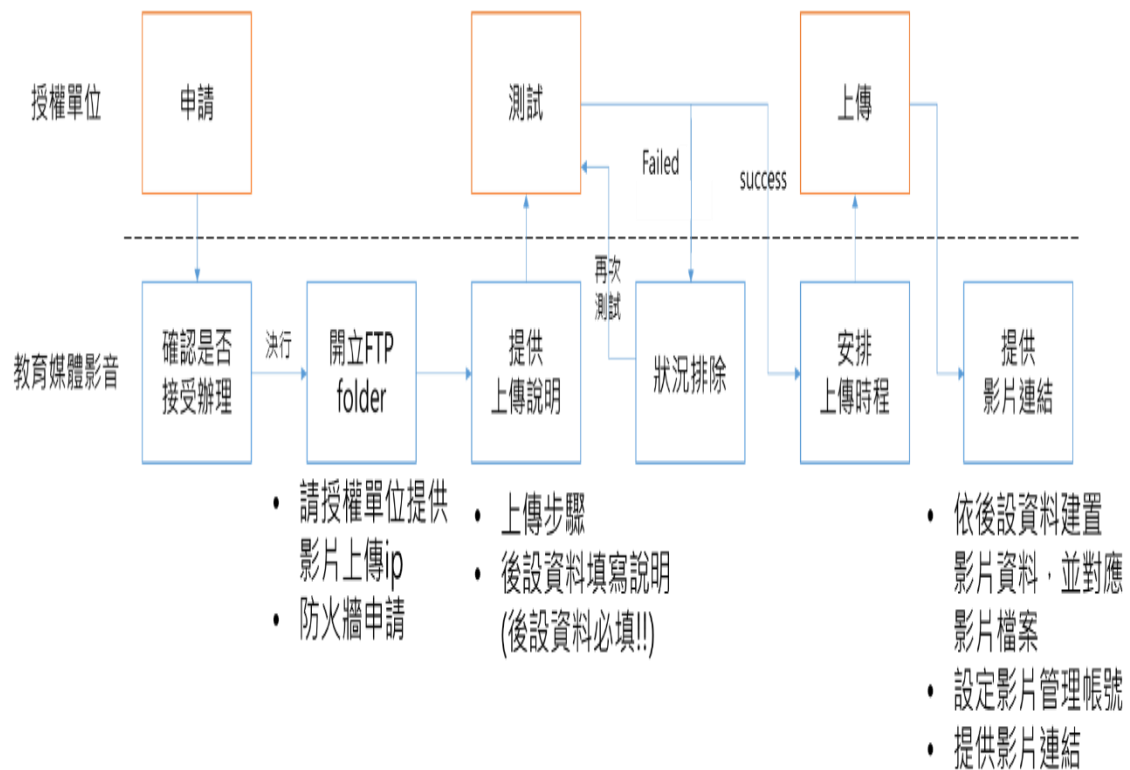 授權單位
申請
測試
上傳
Failed
success
再次
測試
教育媒體影音
確認是否
接受辦理
決行
開立FTP
folder
提供
上傳說明
狀況排除
安排
上傳時程
提供
影片連結
• 請授權單位提供
影片上傳ip
• 防火牆申請
• 上傳步驟
• 後設資料填寫說明
(後設資料必填!!)
• 依後設資料建置
影片資料，並對應
影片檔案
• 設定影片管理帳號
• 提供影片連結